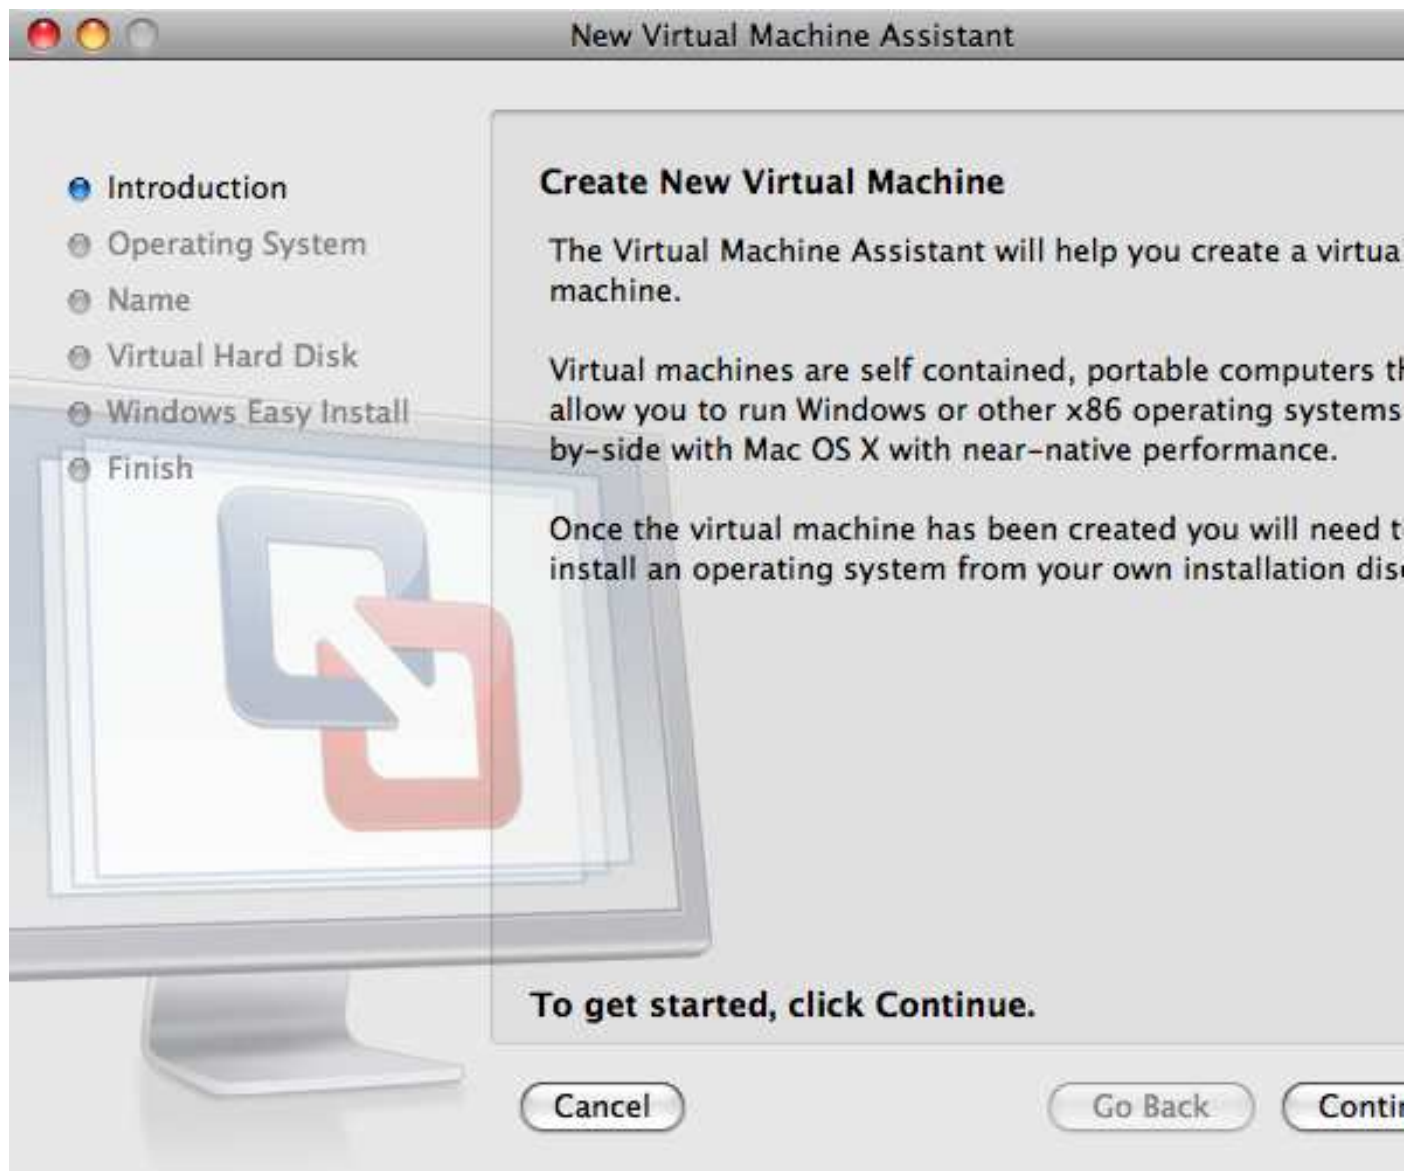 New Virtual Machine Assistant
Introduction
Operating System
Name
Virtual Hard Disk
Windows Easy Install
Finish
Create New Virtual Machine
The Virtual Machine Assistant will help you create a virtua
machine.
Virtual machines are self contained, portable computers th
allow you to run Windows or other x86 operating systems
by-side with Mac OS X with near-native performance.
Once the virtual machine has been created you will need t
install an operating system from your own installation dis
To get started, click Continue.
Cancel
Go Back
Contin